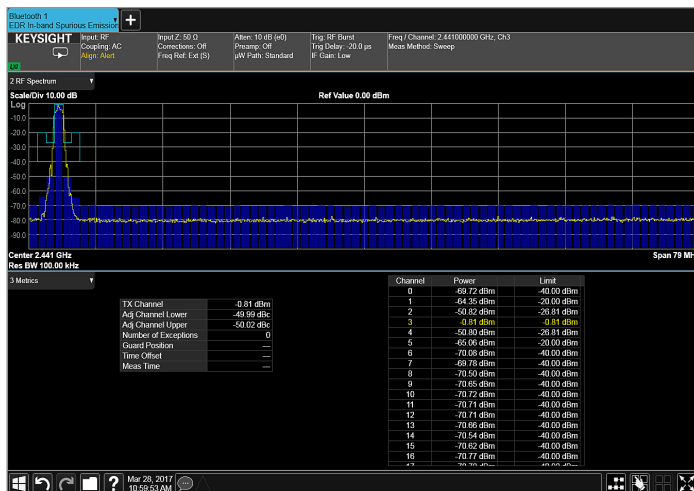 Bluetooth 1
EDR In-band Spurious Emission
KEYSIGHT
Input: RF
Coupling: AC
Align: Alert
Input Z: 50 Ω
Corrections: Off
Freq Ref: Ext (S)
Atten: 10 dB (e0)
Preamp: Off
µW Path: Standard
Trig: RF Burst
Trig Delay: -20.0 µs
IF Gain: Low
Freq / Channel: 2.441000000 GHz, Ch3
Meas Method: Sweep
2 RF Spectrum
Scale/Div 10.00 dB
Ref Value 0.00 dBm
Log
-10.0
-20.0
-30.0
-40.0
-50.0
-60.0
-70.0
-80.0
-90.0
Center 2.441 GHz
Span 79 MH
Res BW 100.00 kHz
3 Metrics
TX Channel -0.81 dBm
Adj Channel Lower -49.99 dBc
Adj Channel Upper -50.02 dBc
Number of Exceptions 0
Guard Position —
Time Offset —
Meas Time —
Channel Power Limit
0 -69.72 dBm -40.00 dBm
1 -64.35 dBm -20.00 dBm
2 -50.82 dBm -26.81 dBm
3 -0.81 dBm -0.81 dBm
4 -50.80 dBm -26.81 dBm
5 -65.06 dBm -20.00 dBm
6 -70.08 dBm -40.00 dBm
7 -69.78 dBm -40.00 dBm
8 -70.50 dBm -40.00 dBm
9 -70.65 dBm -40.00 dBm
10 -70.72 dBm -40.00 dBm
11 -70.71 dBm -40.00 dBm
12 -70.71 dBm -40.00 dBm
13 -70.66 dBm -40.00 dBm
14 -70.54 dBm -40.00 dBm
15 -70.62 dBm -40.00 dBm
16 -70.77 dBm -40.00 dBm
Mar 28, 2017
10:59:53 AM